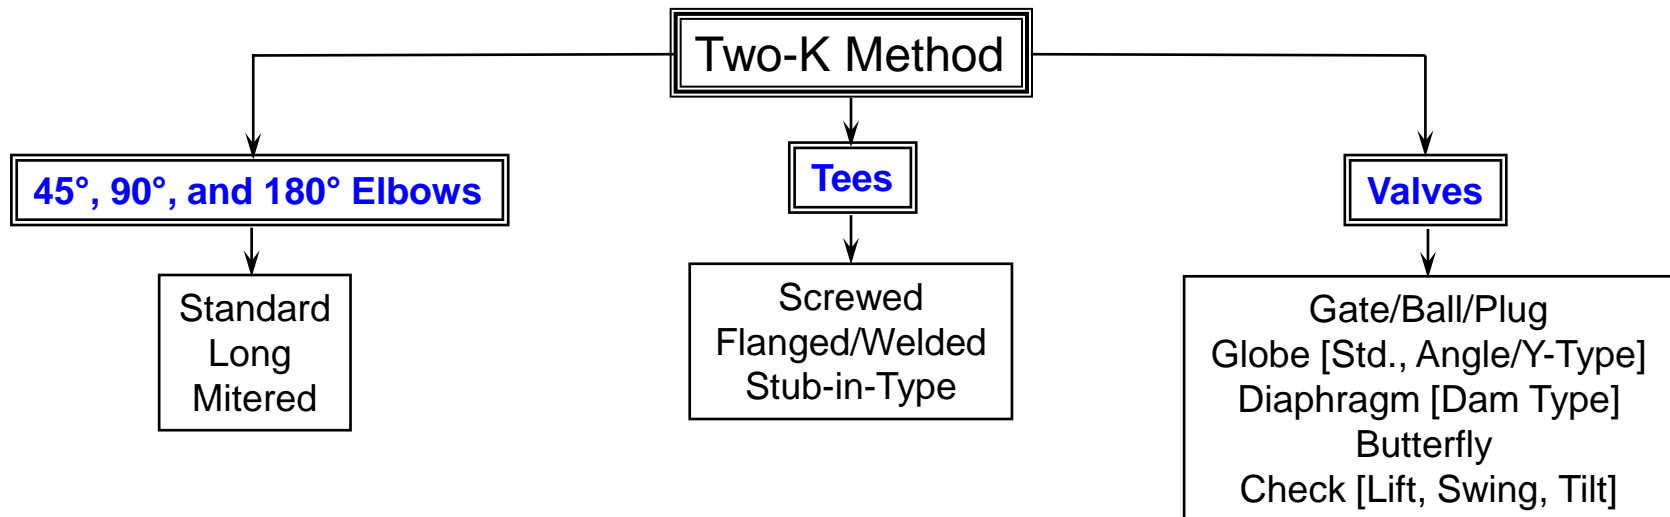 Two-K Method
45°, 90°, and 180° Elbows
Tees
Valves
Standard
Long
Mitered
Screwed
Flanged/Welded
Stub-in-Type
Gate/Ball/Plug
Globe [Std., Angle/Y-Type]
Diaphragm [Dam Type]
Butterfly
Check [Lift, Swing, Tilt]